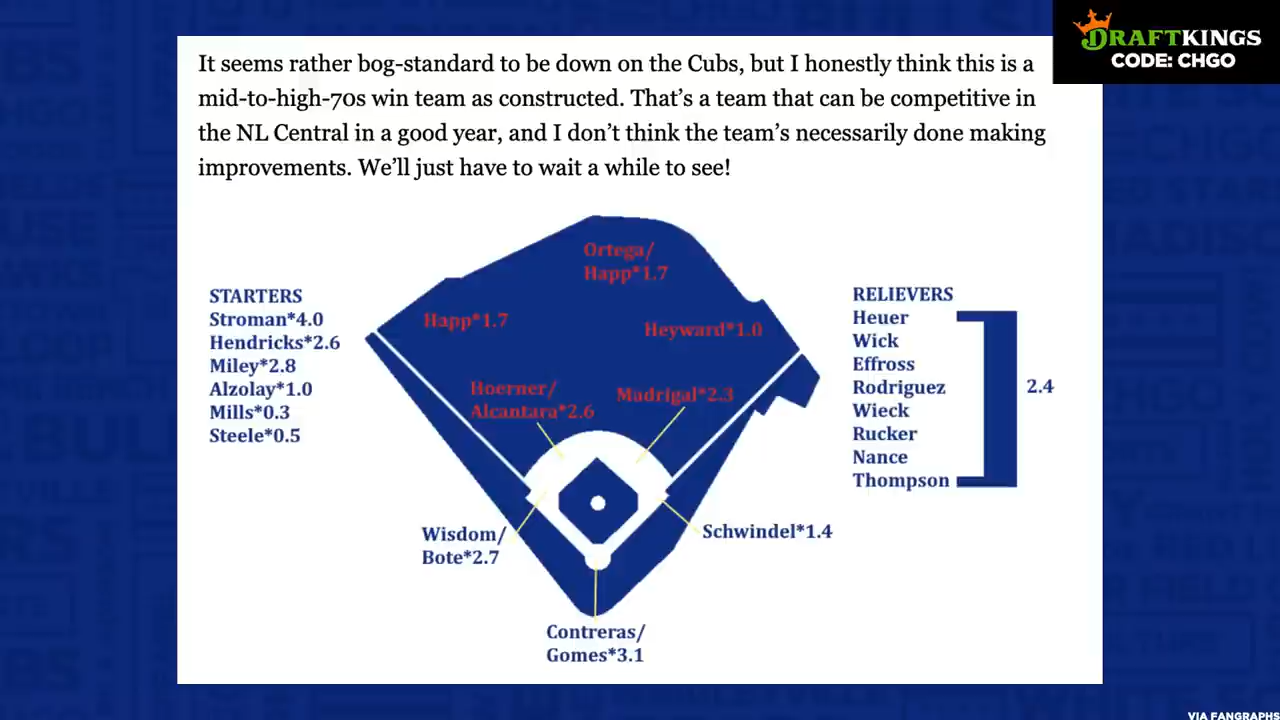 DRAFTKINGS
CODE: CHGO
It seems rather bog-standard to be down on the Cubs, but I honestly think this is a
mid-to-high-70s win team as constructed. That's a team that can be competitive in
the NL Central in a good year, and I don't think the team's necessarily done making
improvements. We'll just have to wait a while to see!
Ortega/
Happ*1.7
Happ*1.7
Heyward*1.0
Hoerner/
Alcantara*2.6
Madrigal*2.3
STARTERS
Stroman*4.0
Hendricks*2.6
Miley*2.8
Alzolay*1.0
Mills*0.3
Steele*0.5
RELIEVERS
Heuer
Wick
Effross
Rodriguez
Wieck
Rucker
Nance
Thompson
2.4
Wisdom/
Bote*2.7
Schwindel*1.4
Contreras/
Gomes*3.1
VIA FANGRAPHS